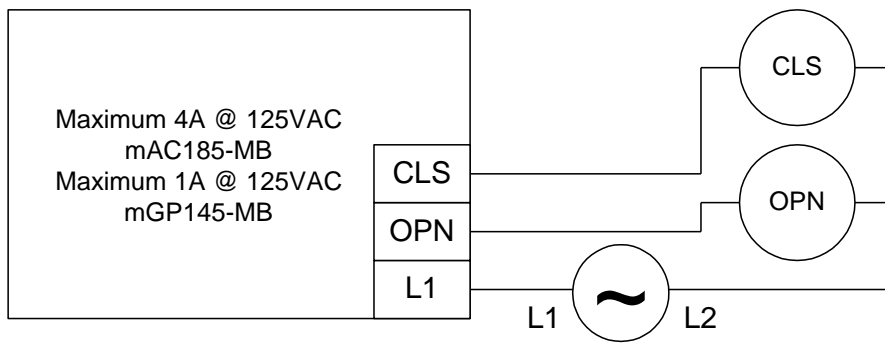 Maximum 4A @ 125VAC
mAC185-MB
Maximum 1A @ 125VAC
mGP145-MB
CLS
OPN
L1
CLS
OPN
L1
~
L2